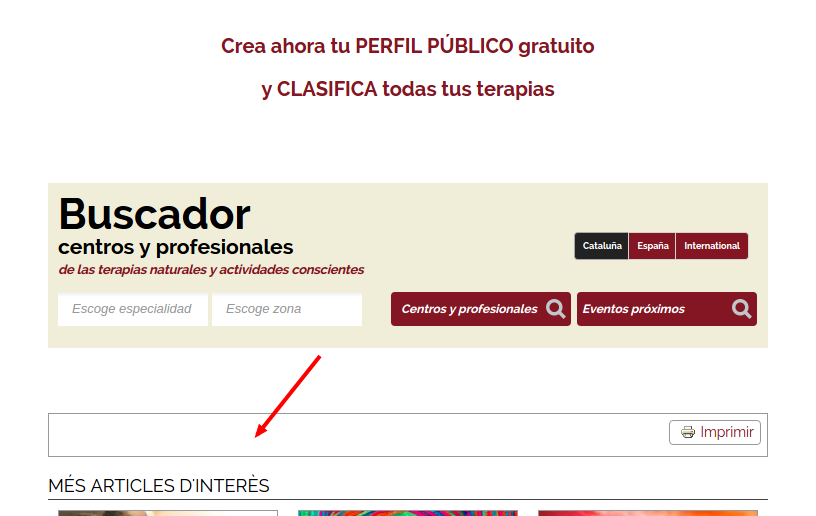 Crea ahora tu PERFIL PÚBLICO gratuito
y CLASIFICA todas tus terapias
Buscador
centros y profesionales
de las terapias naturales y actividades conscientes
Cataluña España International
Escoge especialidad Escoge zona Centros y profesionales Eventos próximos
Imprimir
MÉS ARTICLES D'INTERÈS